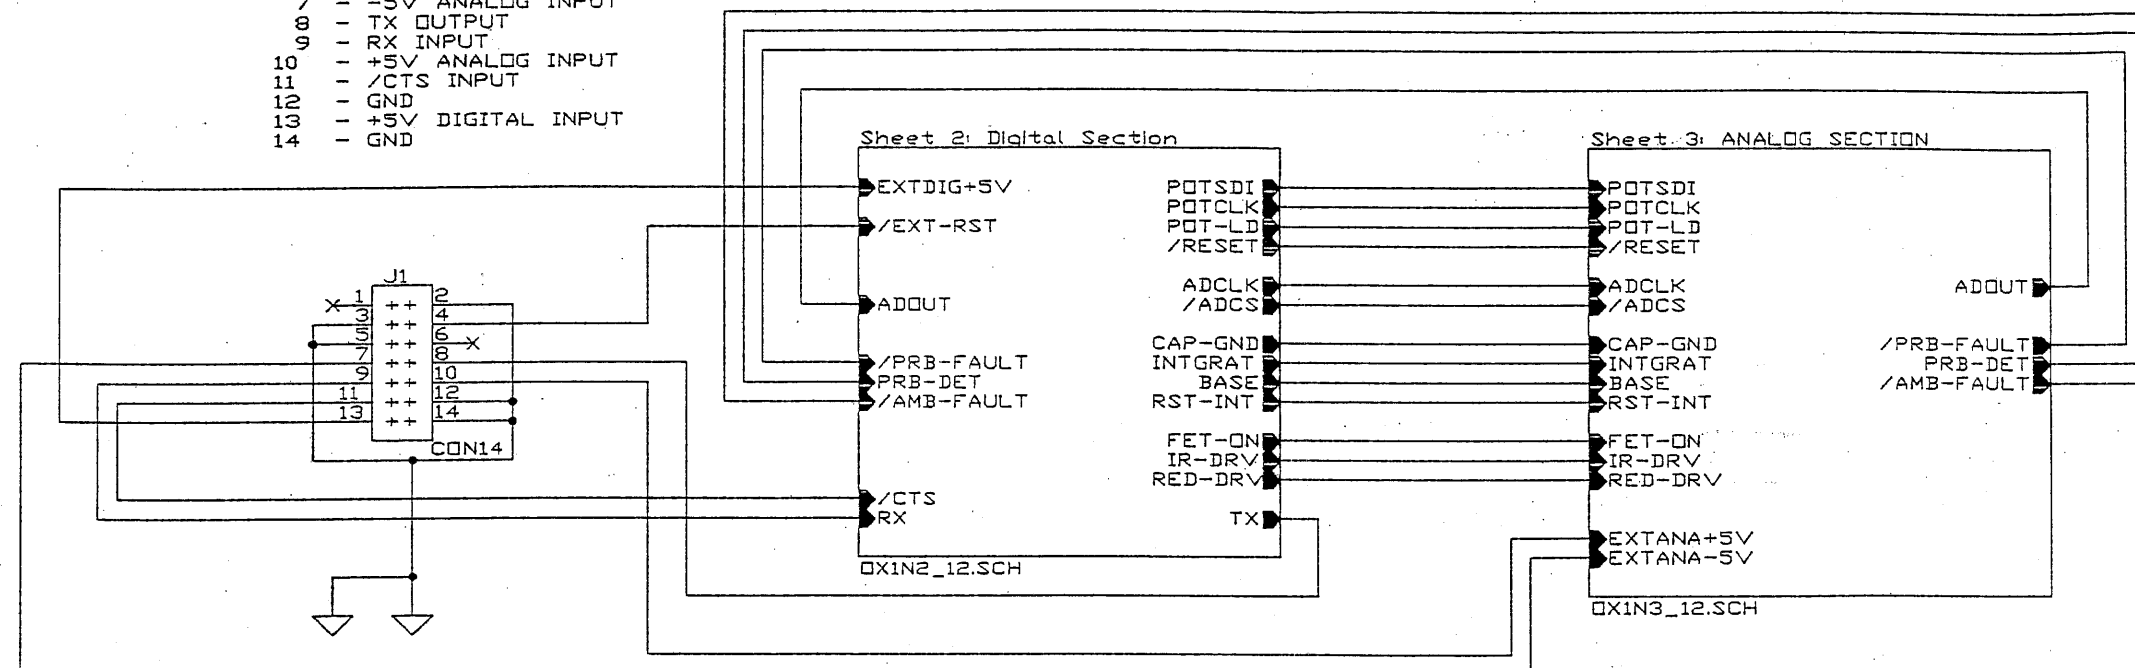 7 - -5V ANALOG INPUT
8 - TX OUTPUT
9 - RX INPUT
10 - +5V ANALOG INPUT
11 - /CTS INPUT
12 - GND
13 - +5V DIGITAL INPUT
14 - GND
Sheet 2: Digital Section
EXTDIG+5V
/EXT-RST
ADOUT
/PRB-FAULT
PRB-DET
/AMB-FAULT
/CTS
RX
POTSDI
POTCLK
POT-LD
/RESET
ADCLK
/ADCS
CAP-GND
INTGRAT
BASE
RST-INT
FET-ON
IR-DRV
RED-DRV
TX
OX1N2_12.SCH
Sheet 3: ANALOG SECTION
POTSDI
POTCLK
POT-LD
/RESET
ADCLK
/ADCS
CAP-GND
INTGRAT
BASE
RST-INT
FET-ON
IR-DRV
RED-DRV
EXTANA+5V
EXTANA-5V
ADOUT
/PRB-FAULT
PRB-DET
/AMB-FAULT
OX1N3_12.SCH
J1
1 ++ 2
3 ++ 4
5 ++ 6
7 ++ 8
9 ++ 10
11 ++ 12
13 ++ 14
CON14